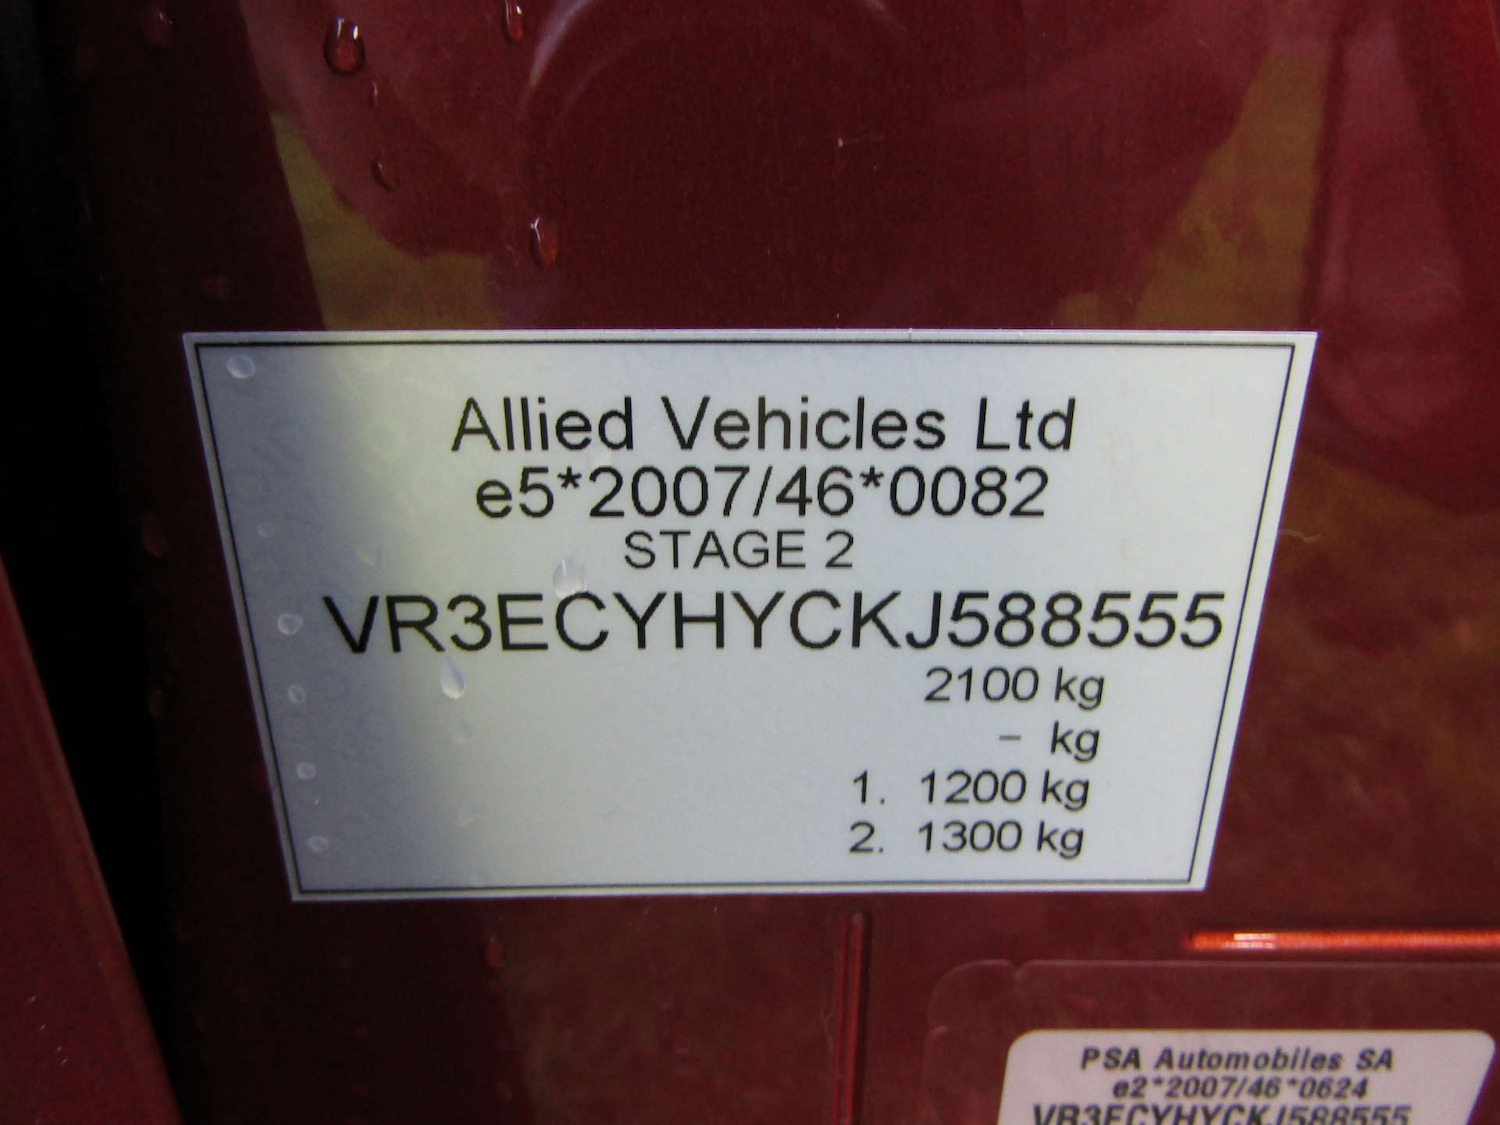 Allied Vehicles Ltd
e5*2007/46*0082
STAGE 2
VR3ECYHYCKJ588555
2100 kg
– kg
1. 1200 kg
2. 1300 kg
PSA Automobiles SA
e2*2007/46*0624
VR3ECYHYCKJ588555